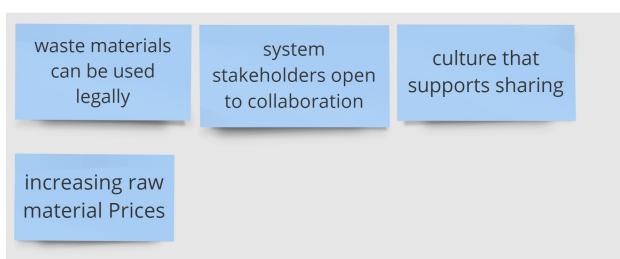 waste materials
can be used
legally
system
stakeholders open
to collaboration
culture that
supports sharing
increasing raw
material Prices